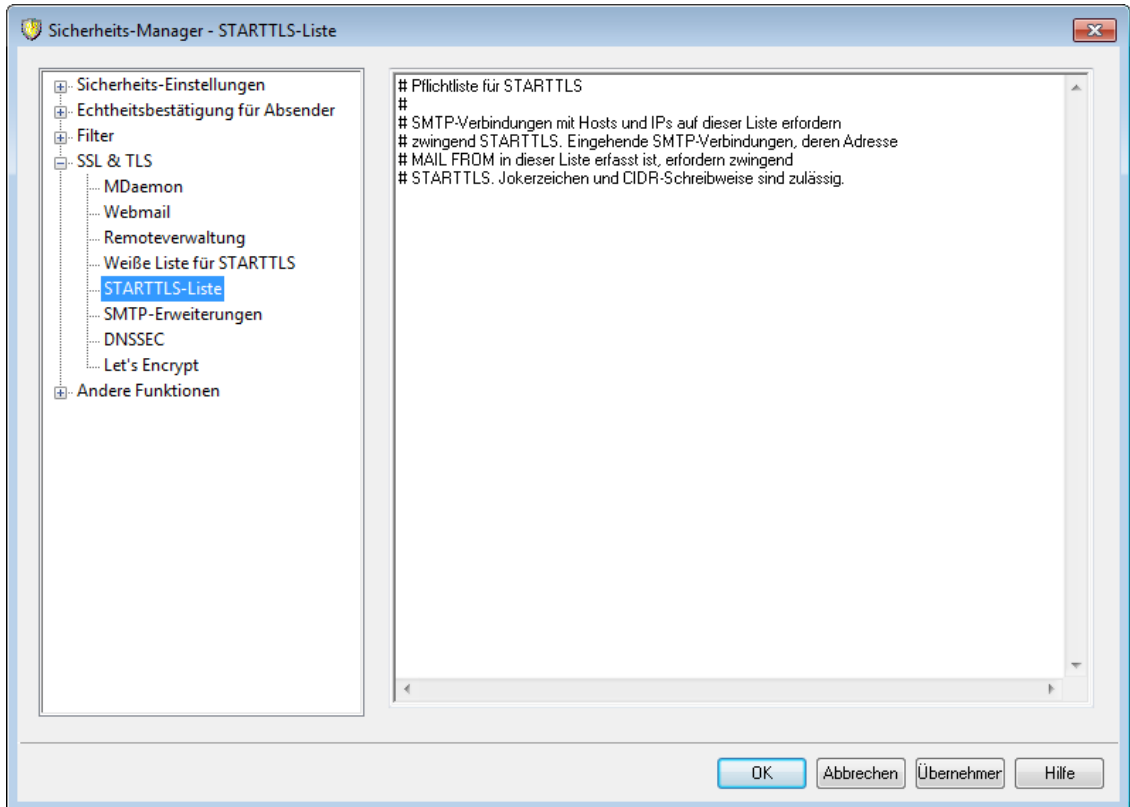 Sicherheits-Manager - STARTTLS-Liste
Sicherheits-Einstellungen
Echtheitsbestätigung für Absender
Filter
SSL & TLS
MDaemon
Webmail
Remoteverwaltung
Weiße Liste für STARTTLS
STARTTLS-Liste
SMTP-Erweiterungen
DNSSEC
Let's Encrypt
Andere Funktionen
# Pflichtliste für STARTTLS
#
# SMTP-Verbindungen mit Hosts und IPs auf dieser Liste erfordern
# zwingend STARTTLS. Eingehende SMTP-Verbindungen, deren Adresse
# MAIL FROM in dieser Liste erfasst ist, erfordern zwingend
# STARTTLS. Jokerzeichen und CIDR-Schreibweise sind zulässig.
OK
Abbrechen
Übernehmer
Hilfe